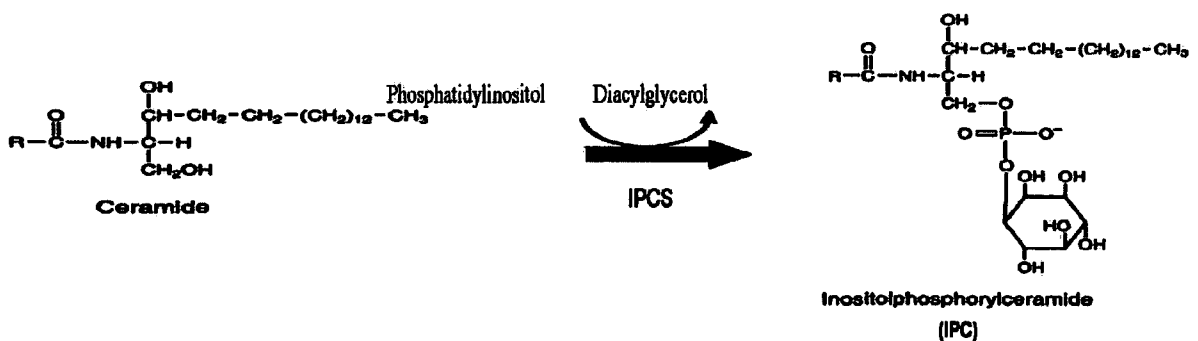 OH
O
R—C—NH—C—H
CH—CH₂—CH₂—(CH₂)₁₂—CH₃
CH₂OH
Ceramide
Phosphatidylinositol
Diacylglycerol
IPCS
OH
O
CH—CH₂—CH₂—(CH₂)₁₂—CH₃
R—C—NH—C—H
CH₂—O
O=P—O⁻
O
OH OH
HO
OH
OH
Inositolphosphorylceramide
(IPC)